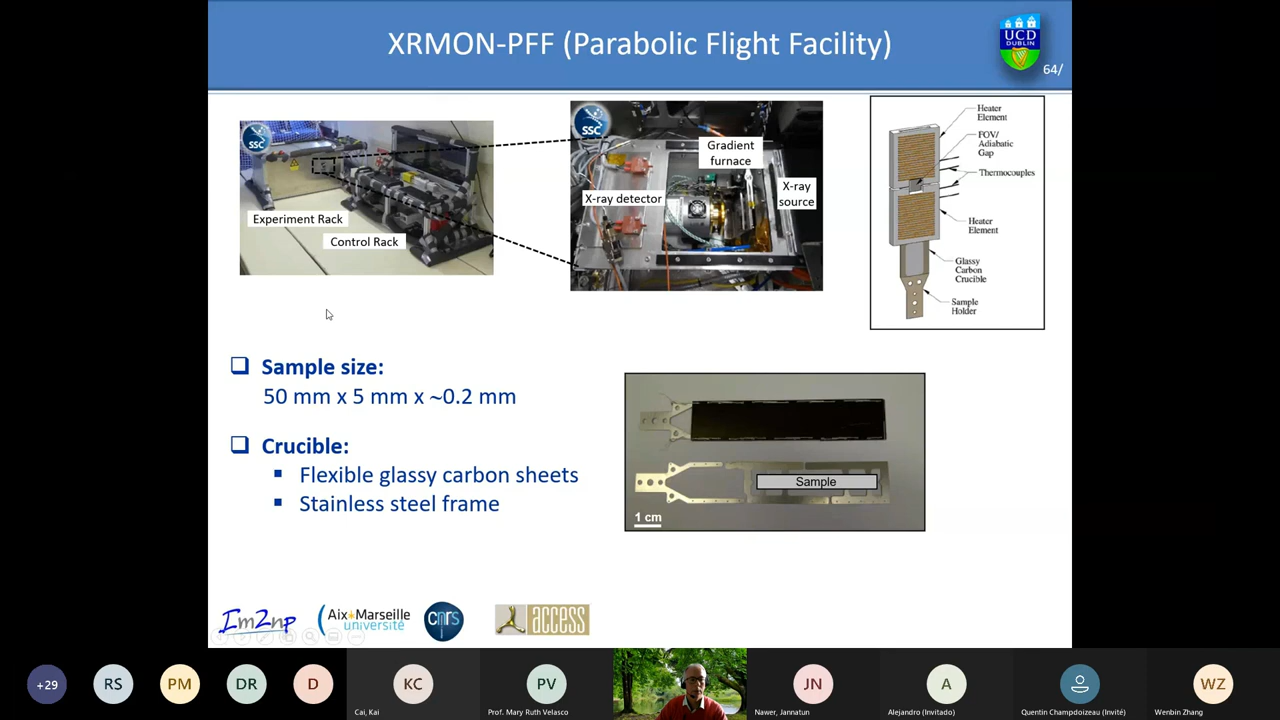 XRMON-PFF (Parabolic Flight Facility)
UCD
DUBLIN
64/
SSC
Experiment Rack
Control Rack
SSC
Gradient
furnace
X-ray detector
X-ray
source
Heater
Element
FOV/
Adiabatic
Gap
Thermocouples
Heater
Element
Glassy
Carbon
Crucible
Sample
Holder
Sample size:
50 mm x 5 mm x ~0.2 mm
Crucible:
Flexible glassy carbon sheets
Stainless steel frame
Sample
1 cm
Im2np
Aix✶Marseille
université
cnrs
access
+29
RS
PM
DR
D
KC
Cai, Kai
PV
Prof. Mary Ruth Velasco
JN
Nawer, Jannatun
A
Alejandro (Invitado)
Quentin Champdoizeau (Invité)
WZ
Wenbin Zhang